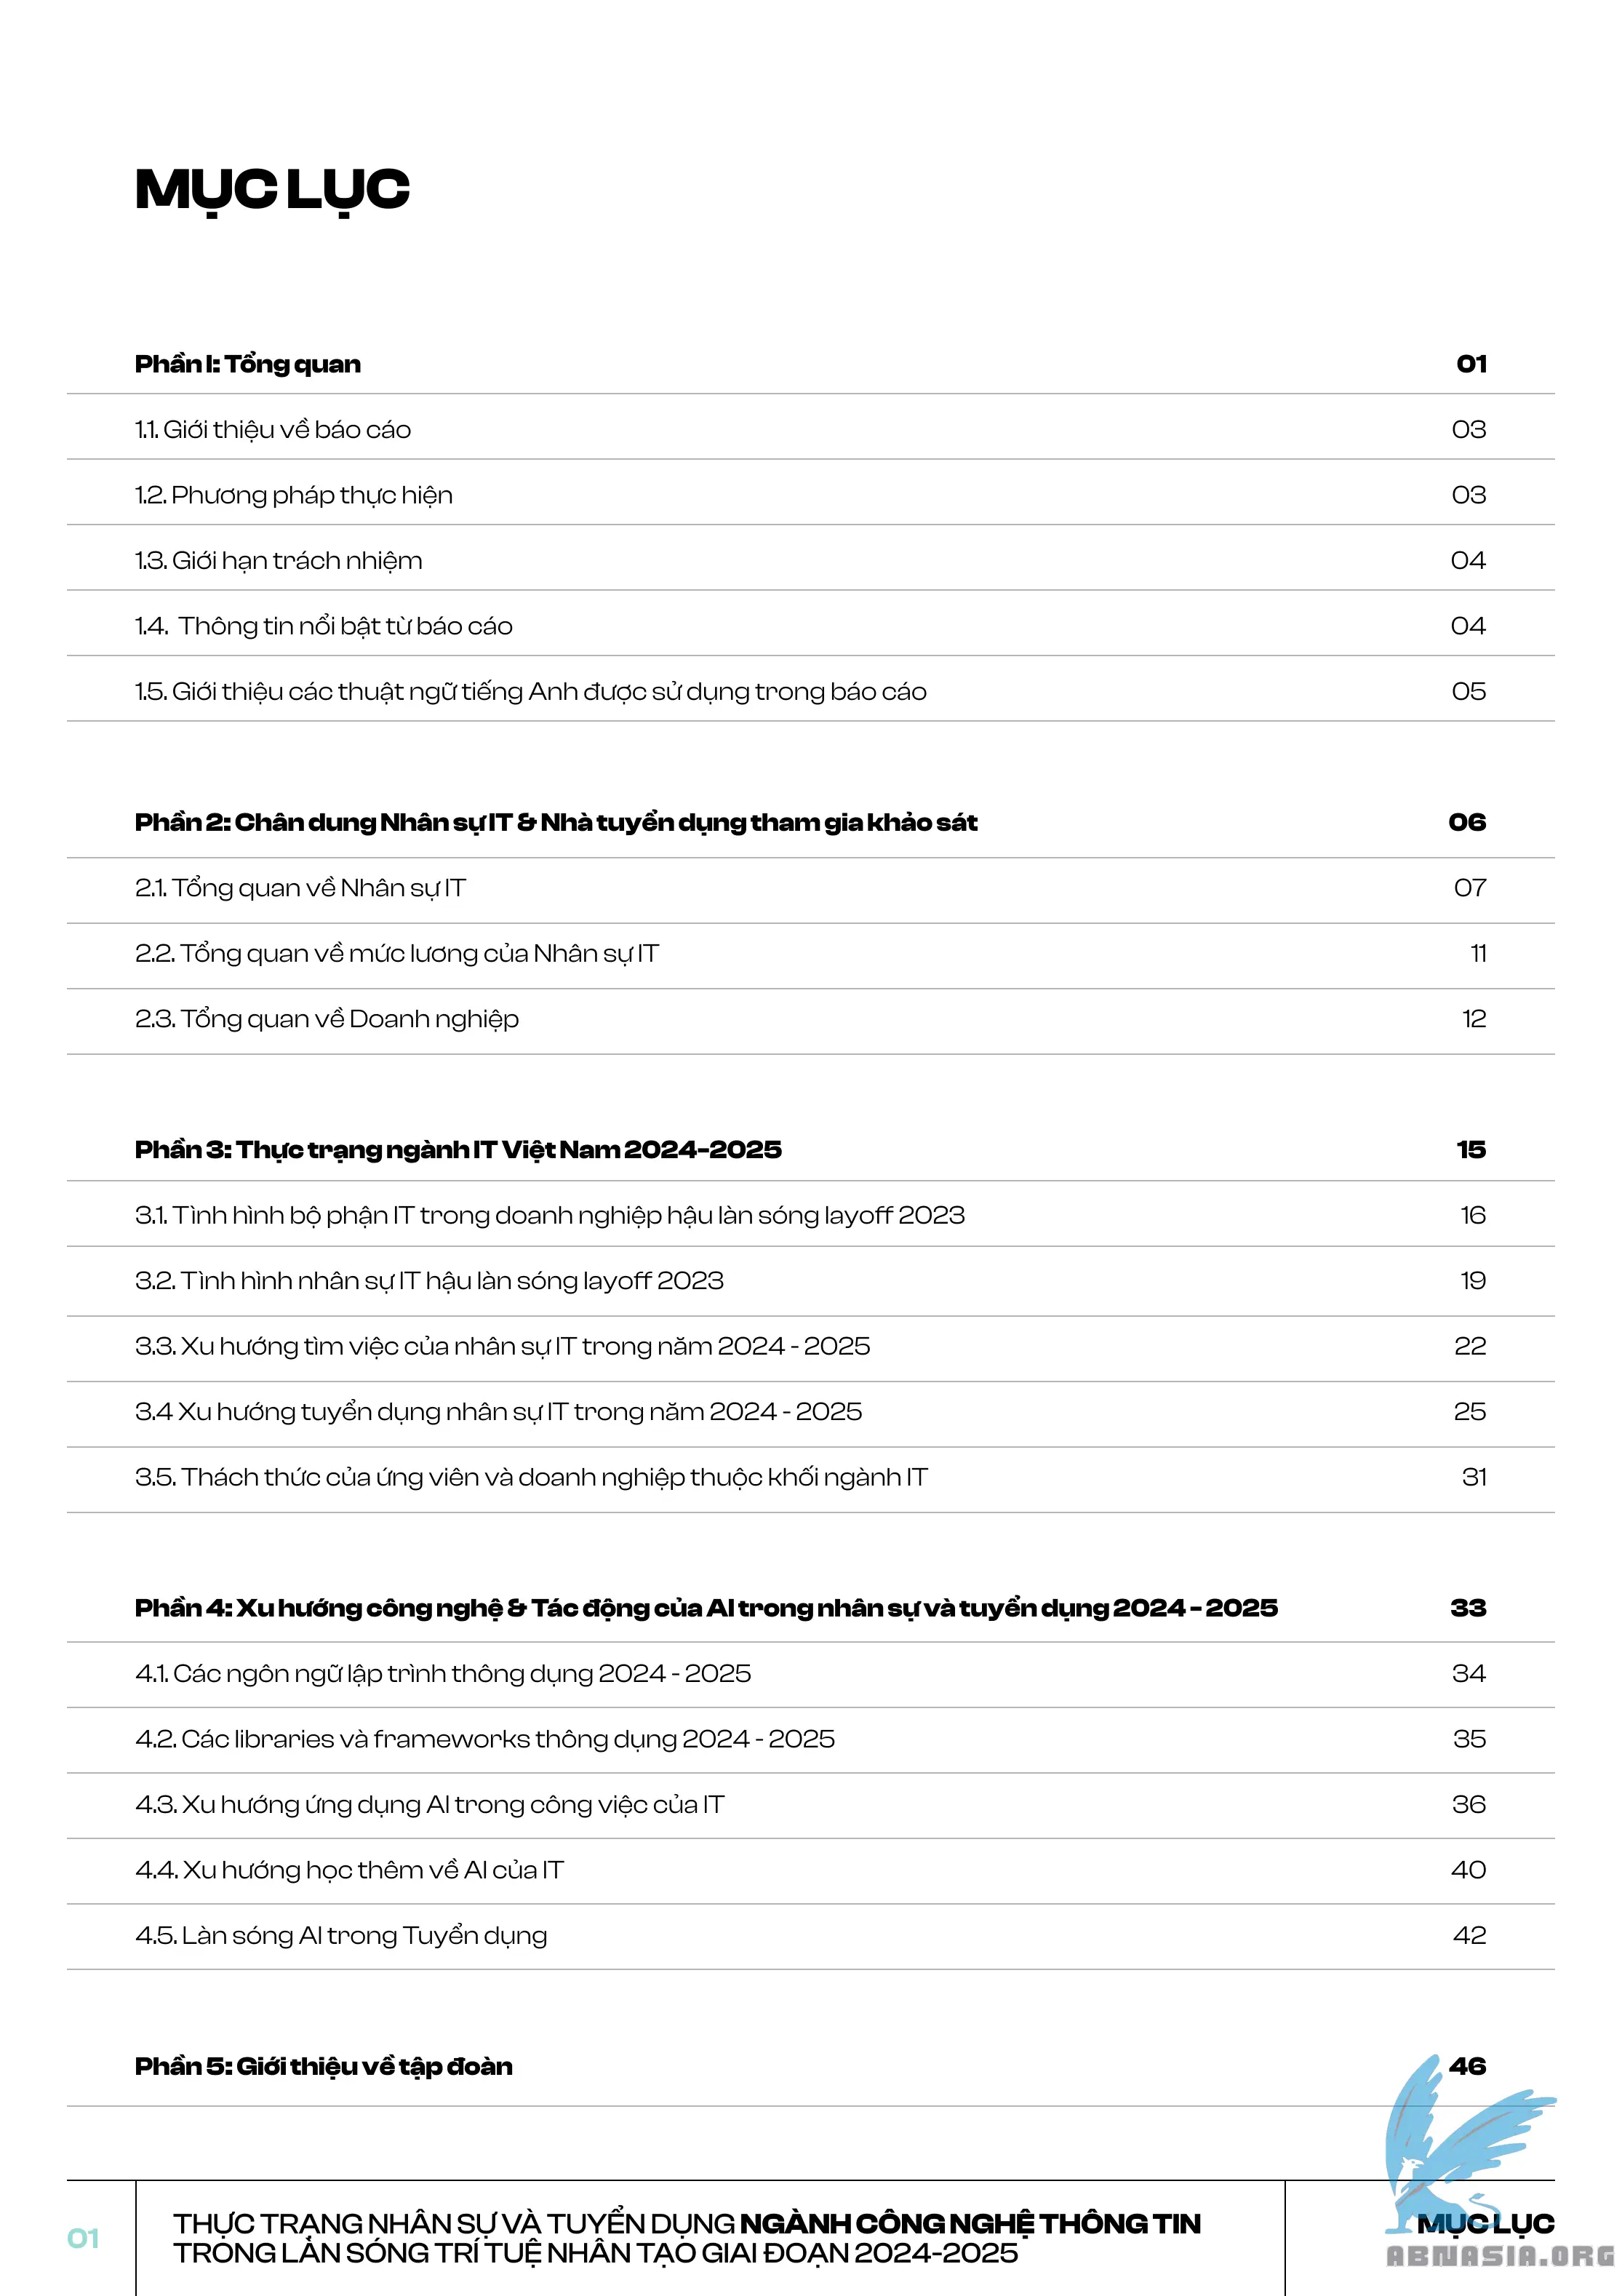 MỤC LỤC
Phần I: Tổng quan 01
1.1. Giới thiệu về báo cáo 03
1.2. Phương pháp thực hiện 03
1.3. Giới hạn trách nhiệm 04
1.4. Thông tin nổi bật từ báo cáo 04
1.5. Giới thiệu các thuật ngữ tiếng Anh được sử dụng trong báo cáo 05
Phần 2: Chân dung Nhân sự IT & Nhà tuyển dụng tham gia khảo sát 06
2.1. Tổng quan về Nhân sự IT 07
2.2. Tổng quan về mức lương của Nhân sự IT 11
2.3. Tổng quan về Doanh nghiệp 12
Phần 3: Thực trạng ngành IT Việt Nam 2024-2025 15
3.1. Tình hình bộ phận IT trong doanh nghiệp hậu làn sóng layoff 2023 16
3.2. Tình hình nhân sự IT hậu làn sóng layoff 2023 19
3.3. Xu hướng tìm việc của nhân sự IT trong năm 2024 - 2025 22
3.4 Xu hướng tuyển dụng nhân sự IT trong năm 2024 - 2025 25
3.5. Thách thức của ứng viên và doanh nghiệp thuộc khối ngành IT 31
Phần 4: Xu hướng công nghệ & Tác động của AI trong nhân sự và tuyển dụng 2024 - 2025 33
4.1. Các ngôn ngữ lập trình thông dụng 2024 - 2025 34
4.2. Các libraries và frameworks thông dụng 2024 - 2025 35
4.3. Xu hướng ứng dụng AI trong công việc của IT 36
4.4. Xu hướng học thêm về AI của IT 40
4.5. Làn sóng AI trong Tuyển dụng 42
Phần 5: Giới thiệu về tập đoàn 46
01
THỰC TRẠNG NHÂN SỰ VÀ TUYỂN DỤNG NGÀNH CÔNG NGHỆ THÔNG TIN
TRONG LÀN SÓNG TRÍ TUỆ NHÂN TẠO GIAI ĐOẠN 2024-2025
MỤC LỤC
ABNASIA.ORG